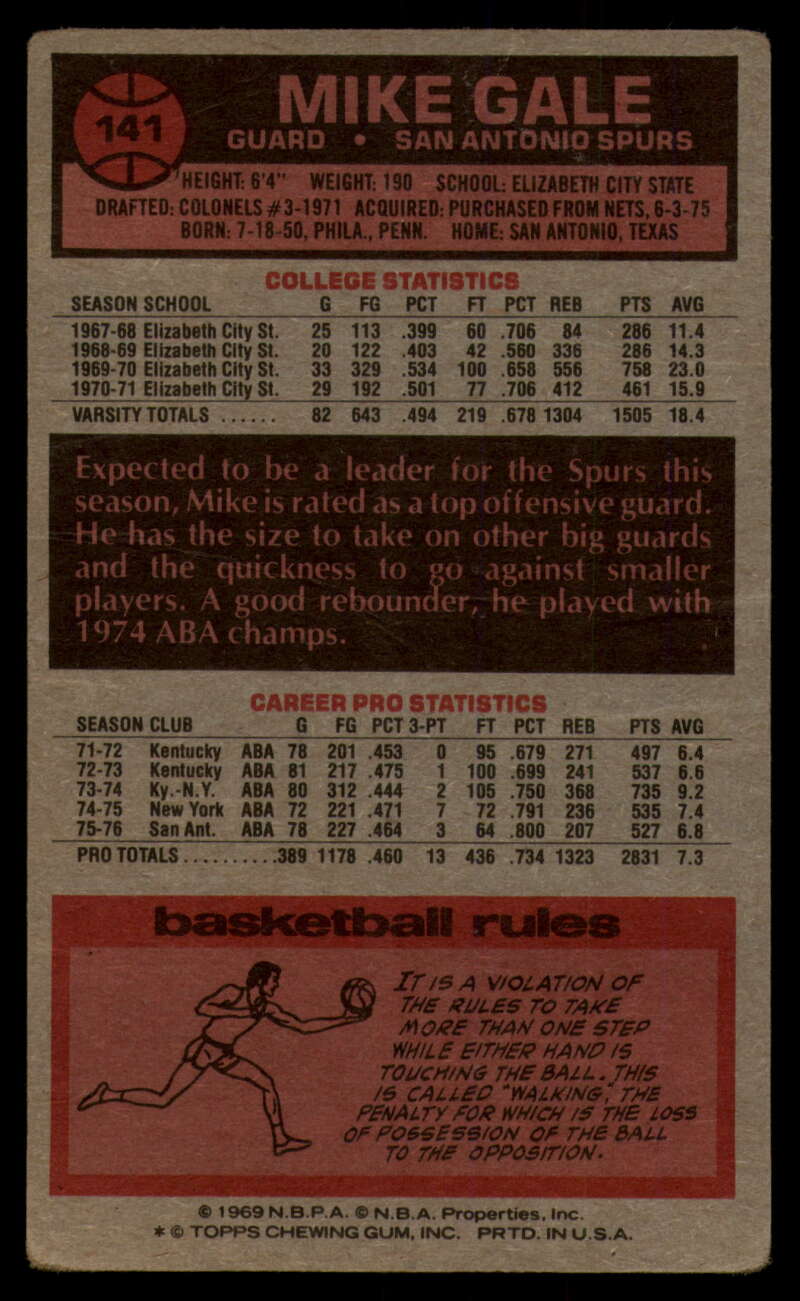 141
MIKE GALE
GUARD • SAN ANTONIO SPURS
HEIGHT: 6'4" WEIGHT: 190 SCHOOL: ELIZABETH CITY STATE
DRAFTED: COLONELS #3-1971 ACQUIRED: PURCHASED FROM NETS, 6-3-75
BORN: 7-18-50, PHILA., PENN. HOME: SAN ANTONIO, TEXAS
COLLEGE STATISTICS
SEASON SCHOOL G FG PCT FT PCT REB PTS AVG
1967-68 Elizabeth City St. 25 113 .399 60 .706 84 286 11.4
1968-69 Elizabeth City St. 20 122 .403 42 .560 336 286 14.3
1969-70 Elizabeth City St. 33 329 .534 100 .658 556 758 23.0
1970-71 Elizabeth City St. 29 192 .501 77 .706 412 461 15.9
VARSITY TOTALS ...... 82 643 .494 219 .678 1304 1505 18.4
Expected to be a leader for the Spurs this
season, Mike is rated as a top offensive guard.
He has the size to take on other big guards
and the quickness to go against smaller
players. A good rebounder, he played with
1974 ABA champs.
CAREER PRO STATISTICS
SEASON CLUB G FG PCT 3-PT FT PCT REB PTS AVG
71-72 Kentucky ABA 78 201 .453 0 95 .679 271 497 6.4
72-73 Kentucky ABA 81 217 .475 1 100 .699 241 537 6.6
73-74 Ky.-N.Y. ABA 80 312 .444 2 105 .750 368 735 9.2
74-75 New York ABA 72 221 .471 7 72 .791 236 535 7.4
75-76 San Ant. ABA 78 227 .464 3 64 .800 207 527 6.8
PRO TOTALS..........389 1178 .460 13 436 .734 1323 2831 7.3
basketball rules
IT IS A VIOLATION OF
THE RULES TO TAKE
MORE THAN ONE STEP
WHILE EITHER HAND IS
TOUCHING THE BALL. THIS
IS CALLED "WALKING," THE
PENALTY FOR WHICH IS THE LOSS
OF POSSESSION OF THE BALL
TO THE OPPOSITION.
© 1969 N.B.P.A. © N.B.A. Properties, Inc.
* © TOPPS CHEWING GUM, INC. PRTD. IN U.S.A.